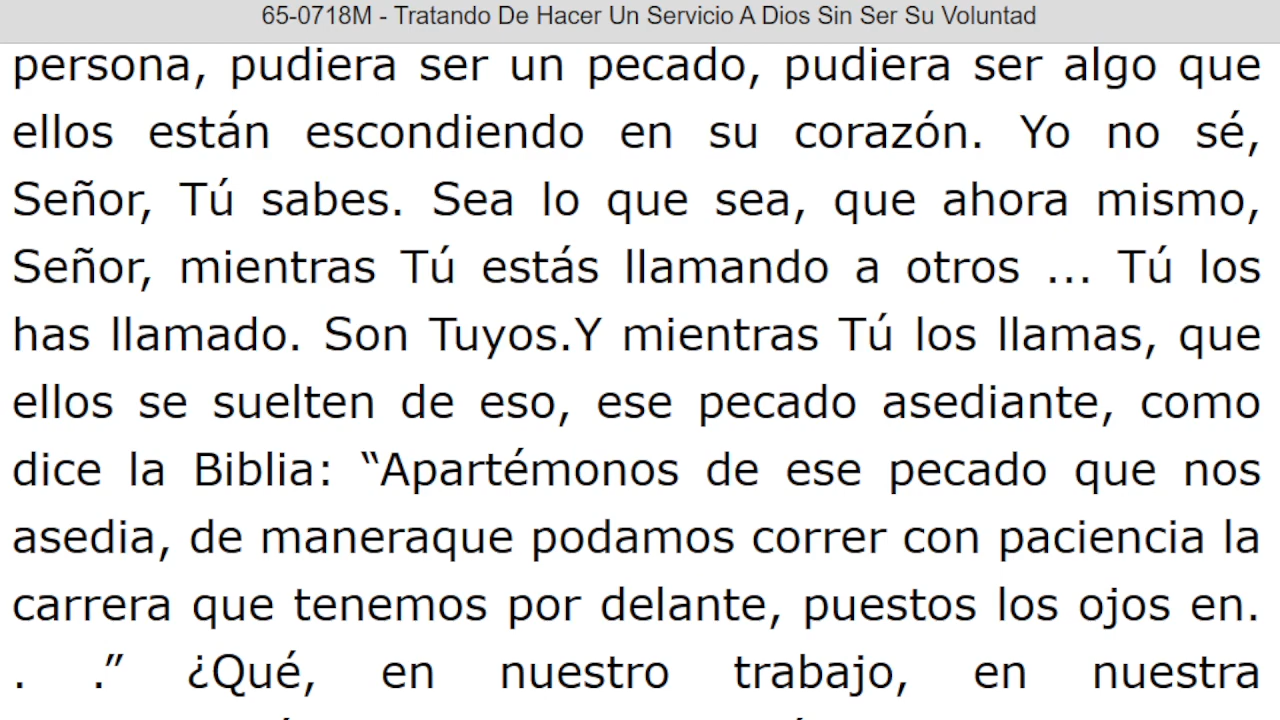 65-0718M - Tratando De Hacer Un Servicio A Dios Sin Ser Su Voluntad
persona, pudiera ser un pecado, pudiera ser algo que
ellos están escondiendo en su corazón. Yo no sé,
Señor, Tú sabes. Sea lo que sea, que ahora mismo,
Señor, mientras Tú estás llamando a otros ... Tú los
has llamado. Son Tuyos.Y mientras Tú los llamas, que
ellos se suelten de eso, ese pecado asediante, como
dice la Biblia: “Apartémonos de ese pecado que nos
asedia, de maneraque podamos correr con paciencia la
carrera que tenemos por delante, puestos los ojos en.
. .” ¿Qué, en nuestro trabajo, en nuestra